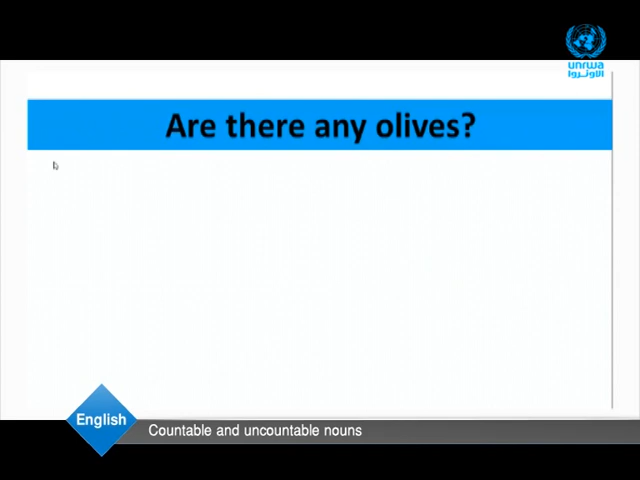 unrwa
الأونروا
Are there any olives?
English
Countable and uncountable nouns